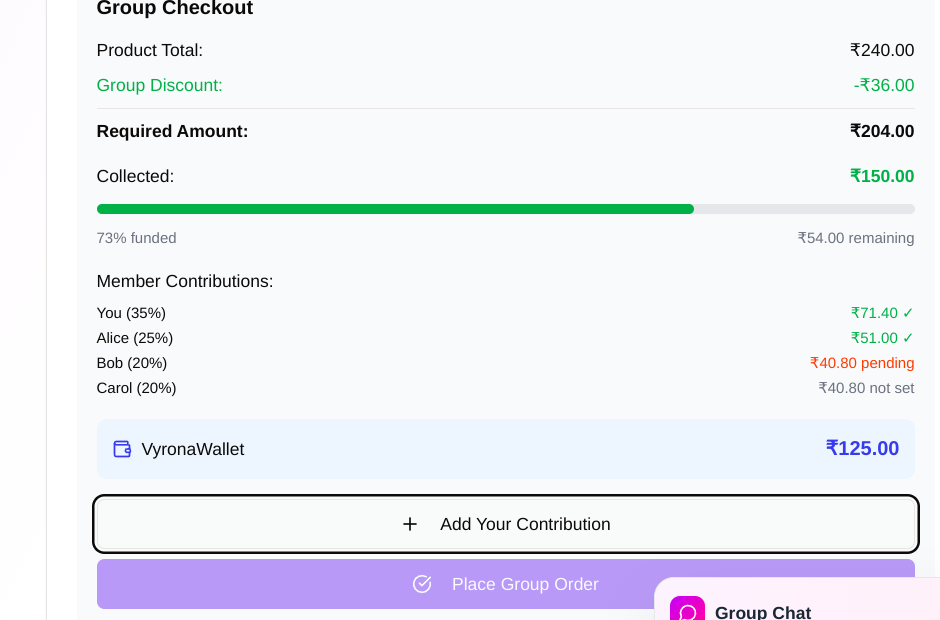 Group Checkout
Product Total: ₹240.00
Group Discount: -₹36.00
Required Amount: ₹204.00
Collected: ₹150.00
73% funded ₹54.00 remaining
Member Contributions:
You (35%) ₹71.40 ✓
Alice (25%) ₹51.00 ✓
Bob (20%) ₹40.80 pending
Carol (20%) ₹40.80 not set
VyronaWallet ₹125.00
Add Your Contribution
Place Group Order
Group Chat